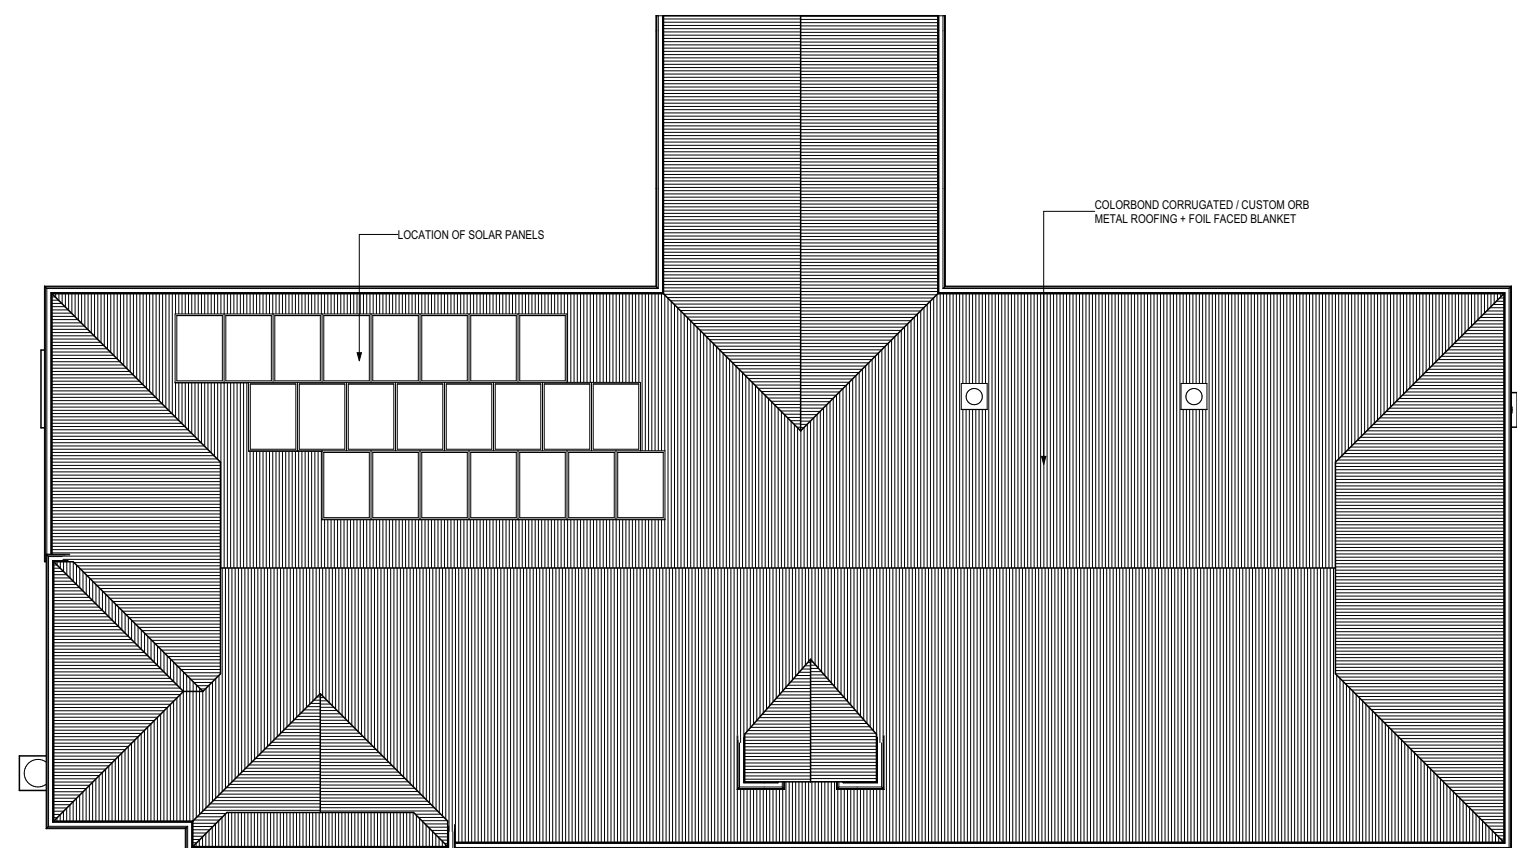 COLORBOND CORRUGATED / CUSTOM ORB
METAL ROOFING + FOIL FACED BLANKET
LOCATION OF SOLAR PANELS